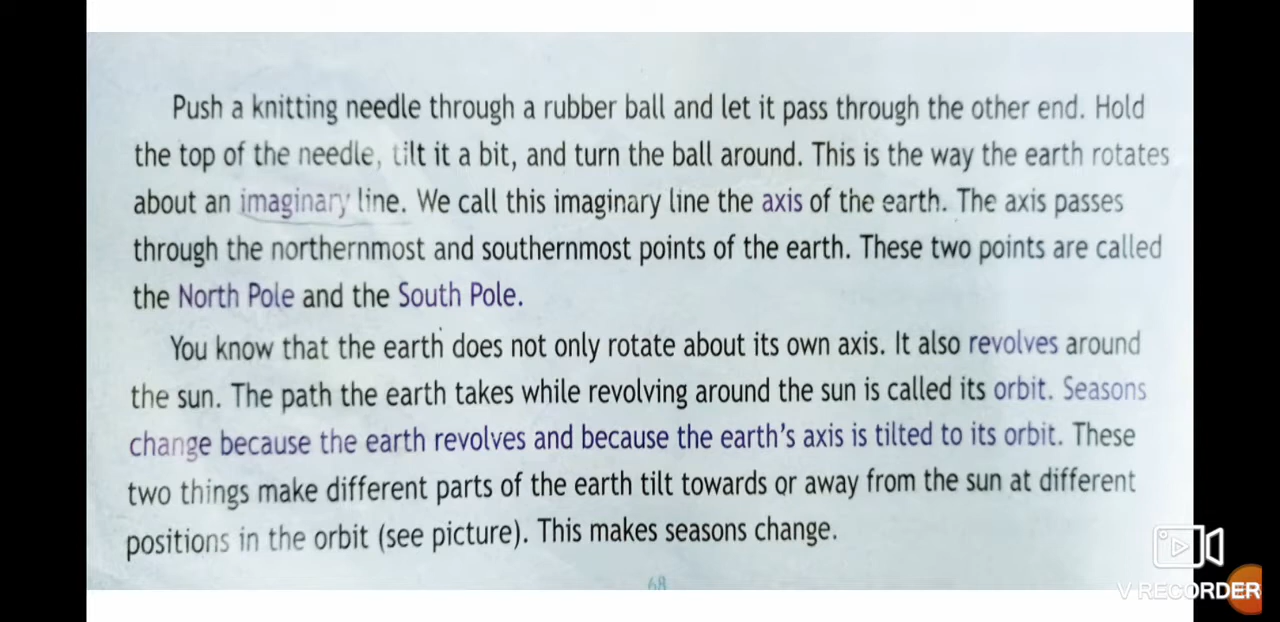 Push a knitting needle through a rubber ball and let it pass through the other end. Hold
the top of the needle, tilt it a bit, and turn the ball around. This is the way the earth rotates
about an imaginary line. We call this imaginary line the axis of the earth. The axis passes
through the northernmost and southernmost points of the earth. These two points are called
the North Pole and the South Pole.
You know that the earth does not only rotate about its own axis. It also revolves around
the sun. The path the earth takes while revolving around the sun is called its orbit. Seasons
change because the earth revolves and because the earth's axis is tilted to its orbit. These
two things make different parts of the earth tilt towards or away from the sun at different
positions in the orbit (see picture). This makes seasons change.
68
V RECORDER